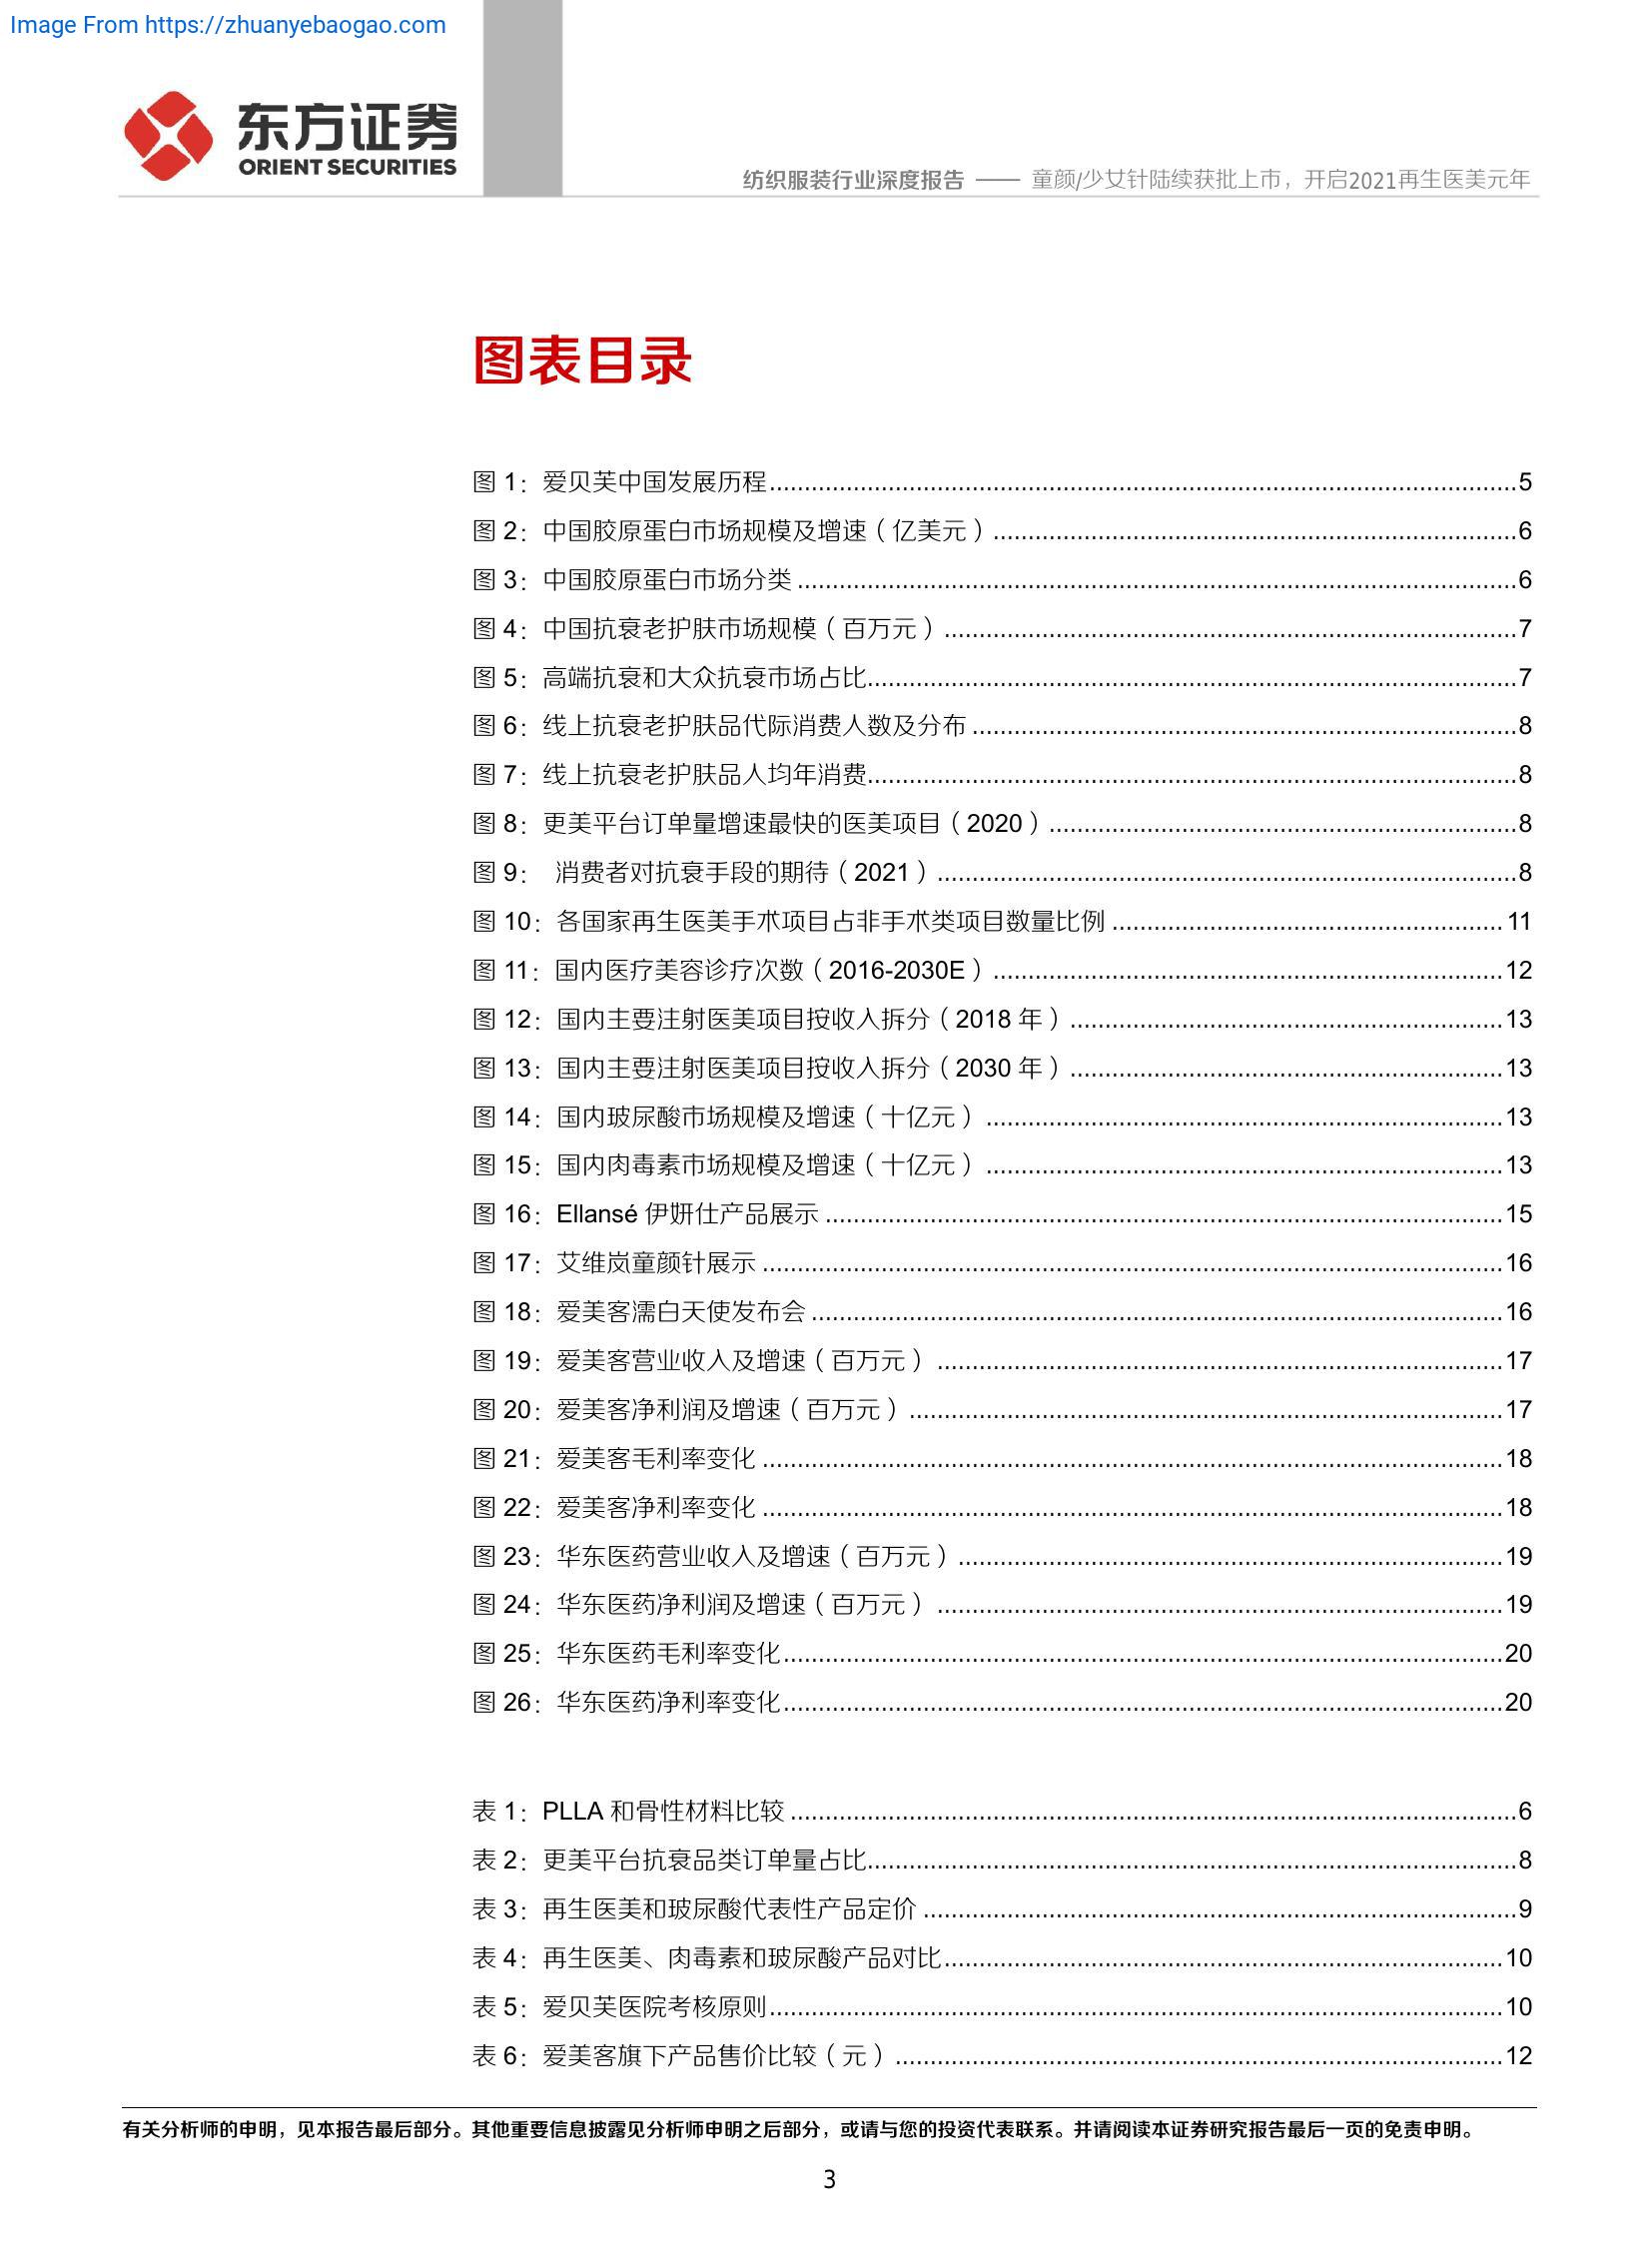 Image From https://zhuanyebaogao.com
东方证券
ORIENT SECURITIES
纺织服装行业深度报告 —— 童颜/少女针陆续获批上市，开启2021再生医美元年
图表目录
图 1：爱贝芙中国发展历程....................5
图 2：中国胶原蛋白市场规模及增速（亿美元）....................6
图 3：中国胶原蛋白市场分类....................6
图 4：中国抗衰老护肤市场规模（百万元）....................7
图 5：高端抗衰和大众抗衰市场占比....................7
图 6：线上抗衰老护肤品代际消费人数及分布....................8
图 7：线上抗衰老护肤品人均年消费....................8
图 8：更美平台订单量增速最快的医美项目（2020）....................8
图 9： 消费者对抗衰手段的期待（2021）....................8
图 10：各国家再生医美手术项目占非手术类项目数量比例....................11
图 11：国内医疗美容诊疗次数（2016-2030E）....................12
图 12：国内主要注射医美项目按收入拆分（2018 年）....................13
图 13：国内主要注射医美项目按收入拆分（2030 年）....................13
图 14：国内玻尿酸市场规模及增速（十亿元）....................13
图 15：国内肉毒素市场规模及增速（十亿元）....................13
图 16：Ellansé 伊妍仕产品展示....................15
图 17：艾维岚童颜针展示....................16
图 18：爱美客濡白天使发布会....................16
图 19：爱美客营业收入及增速（百万元）....................17
图 20：爱美客净利润及增速（百万元）....................17
图 21：爱美客毛利率变化....................18
图 22：爱美客净利率变化....................18
图 23：华东医药营业收入及增速（百万元）....................19
图 24：华东医药净利润及增速（百万元）....................19
图 25：华东医药毛利率变化....................20
图 26：华东医药净利率变化....................20
表 1：PLLA 和骨性材料比较....................6
表 2：更美平台抗衰品类订单量占比....................8
表 3：再生医美和玻尿酸代表性产品定价....................9
表 4：再生医美、肉毒素和玻尿酸产品对比....................10
表 5：爱贝芙医院考核原则....................10
表 6：爱美客旗下产品售价比较（元）....................12
有关分析师的申明，见本报告最后部分。其他重要信息披露见分析师申明之后部分，或请与您的投资代表联系。并请阅读本证券研究报告最后一页的免责申明。
3